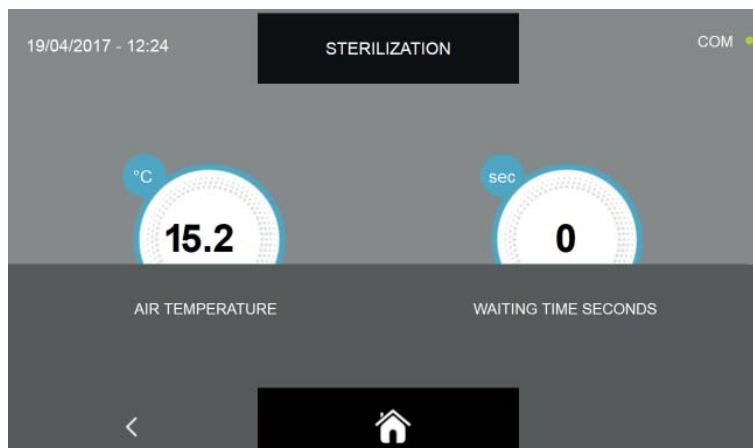 19/04/2017 - 12:24
STERILIZATION
COM
°C
sec
15.2
0
AIR TEMPERATURE
WAITING TIME SECONDS